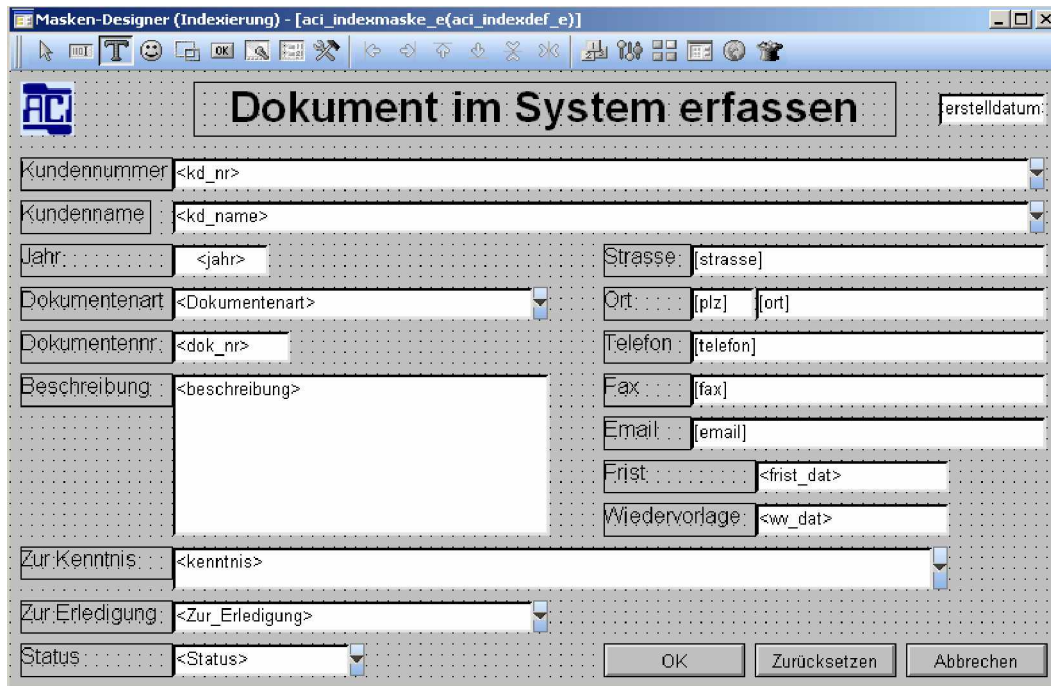 Masken-Designer (Indexierung) - [aci_indexmaske_e(aci_indexdef_e)]
T OK
ACI Dokument im System erfassen erstelldatum
Kundennummer <kd_nr>
Kundenname <kd_name>
Jahr <jahr> Strasse [strasse]
Dokumentenart <Dokumentenart> Ort [plz] [ort]
Dokumentennr. <dok_nr> Telefon [telefon]
Beschreibung <beschreibung> Fax [fax]
Email [email]
Frist <frist_dat>
Wiedervorlage <wv_dat>
Zur Kenntnis <kenntnis>
Zur Erledigung <Zur_Erledigung>
Status <Status> OK Zurücksetzen Abbrechen